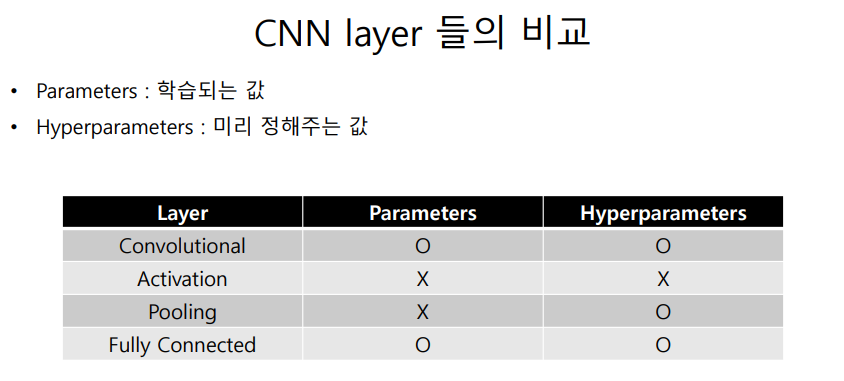 CNN layer 들의 비교
• Parameters : 학습되는 값
• Hyperparameters : 미리 정해주는 값
Layer Parameters Hyperparameters
Convolutional O O
Activation X X
Pooling X O
Fully Connected O O